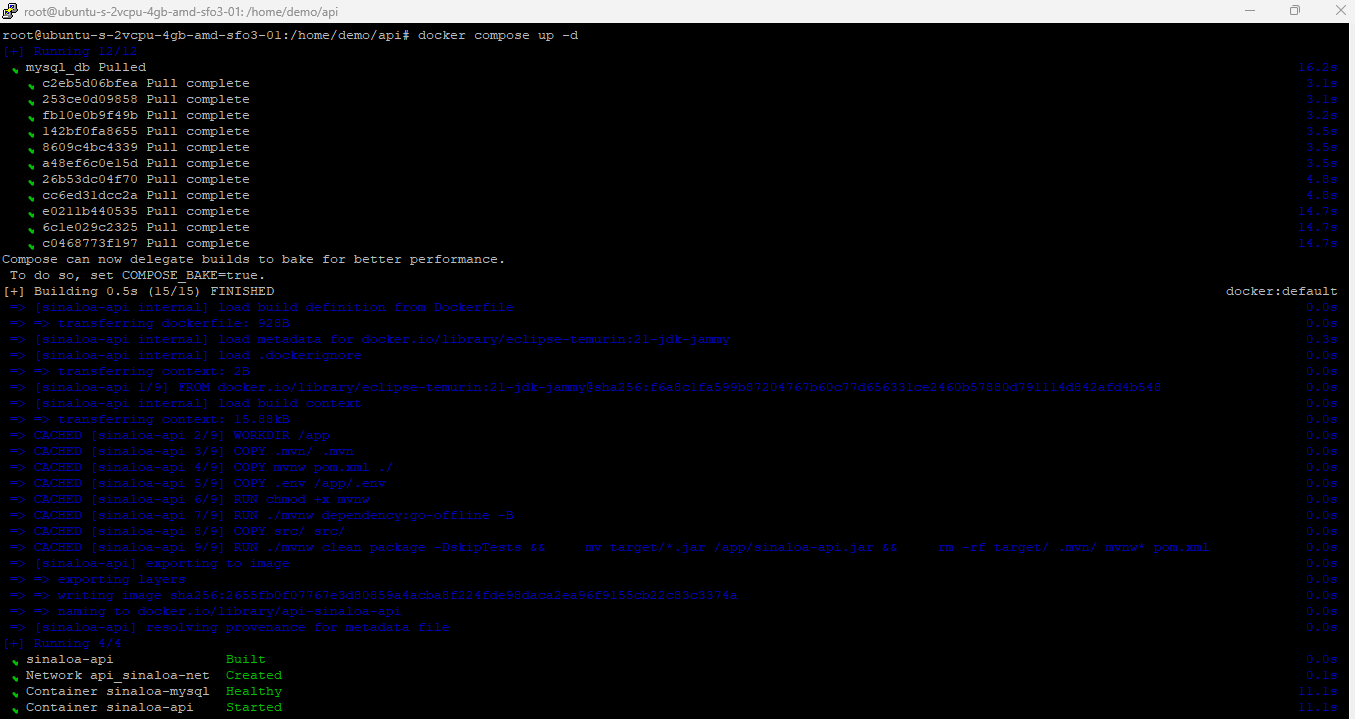 root@ubuntu-s-2vcpu-4gb-amd-sfo3-01: /home/demo/api
root@ubuntu-s-2vcpu-4gb-amd-sfo3-01:/home/demo/api# docker compose up -d
[+] Running 12/12
mysql_db Pulled 16.2s
c2eb5d06bfea Pull complete 3.1s
253ce0d09858 Pull complete 3.1s
fb10e0b9f49b Pull complete 3.2s
142bf0fa8655 Pull complete 3.5s
8609c4bc4339 Pull complete 3.5s
a48ef6c0e15d Pull complete 3.5s
26b53dc04f70 Pull complete 4.8s
cc6ed31dcc2a Pull complete 4.8s
e0211b440535 Pull complete 14.7s
6c1e029c2325 Pull complete 14.7s
c0468773f197 Pull complete 14.7s
Compose can now delegate builds to bake for better performance.
To do so, set COMPOSE_BAKE=true.
[+] Building 0.5s (15/15) FINISHED docker:default
=> [sinaloa-api internal] load build definition from Dockerfile 0.0s
=> => transferring dockerfile: 928B 0.0s
=> [sinaloa-api internal] load metadata for docker.io/library/eclipse-temurin:21-jdk-jammy 0.3s
=> [sinaloa-api internal] load .dockerignore 0.0s
=> => transferring context: 2B 0.0s
=> [sinaloa-api 1/9] FROM 0.0s
=> [sinaloa-api internal] load build context 0.0s
=> => transferring context: 15.88kB 0.0s
=> CACHED [sinaloa-api 2/9] WORKDIR /app 0.0s
=> CACHED [sinaloa-api 3/9] COPY .mvn/ .mvn 0.0s
=> CACHED [sinaloa-api 4/9] COPY mvnw pom.xml ./ 0.0s
=> CACHED [sinaloa-api 5/9] COPY .env /app/.env 0.0s
=> CACHED [sinaloa-api 6/9] RUN chmod +x mvnw 0.0s
=> CACHED [sinaloa-api 7/9] RUN ./mvnw dependency:go-offline -B 0.0s
=> CACHED [sinaloa-api 8/9] COPY src/ src/ 0.0s
=> CACHED [sinaloa-api 9/9] RUN ./mvnw clean package -DskipTests && mv target/*.jar /app/sinaloa-api.jar && rm -rf target/ .mvn/ mvnw* pom.xml 0.0s
=> [sinaloa-api] exporting to image 0.0s
=> => exporting layers 0.0s
=> => writing image 0.0s
=> => naming to docker.io/library/api-sinaloa-api 0.0s
=> [sinaloa-api] resolving provenance for metadata file 0.0s
[+] Running 4/4
sinaloa-api Built 0.0s
Network api_sinaloa-net Created 0.1s
Container sinaloa-mysql Healthy 11.1s
Container sinaloa-api Started 11.1s